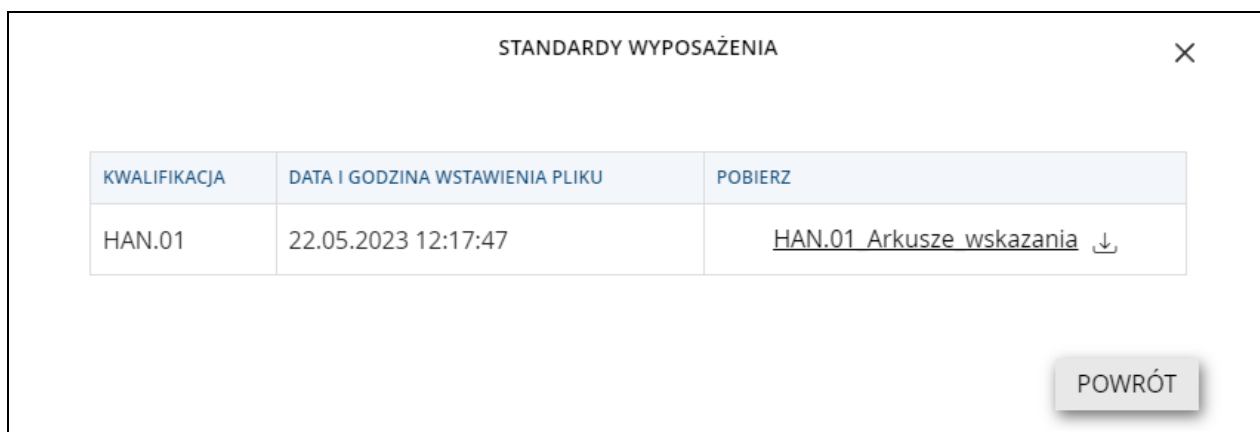 STANDARDY WYPOSAŻENIA
KWALIFIKACJA DATA I GODZINA WSTAWIENIA PLIKU POBIERZ
HAN.01 22.05.2023 12:17:47 HAN.01_Arkusze_wskazania
POWRÓT